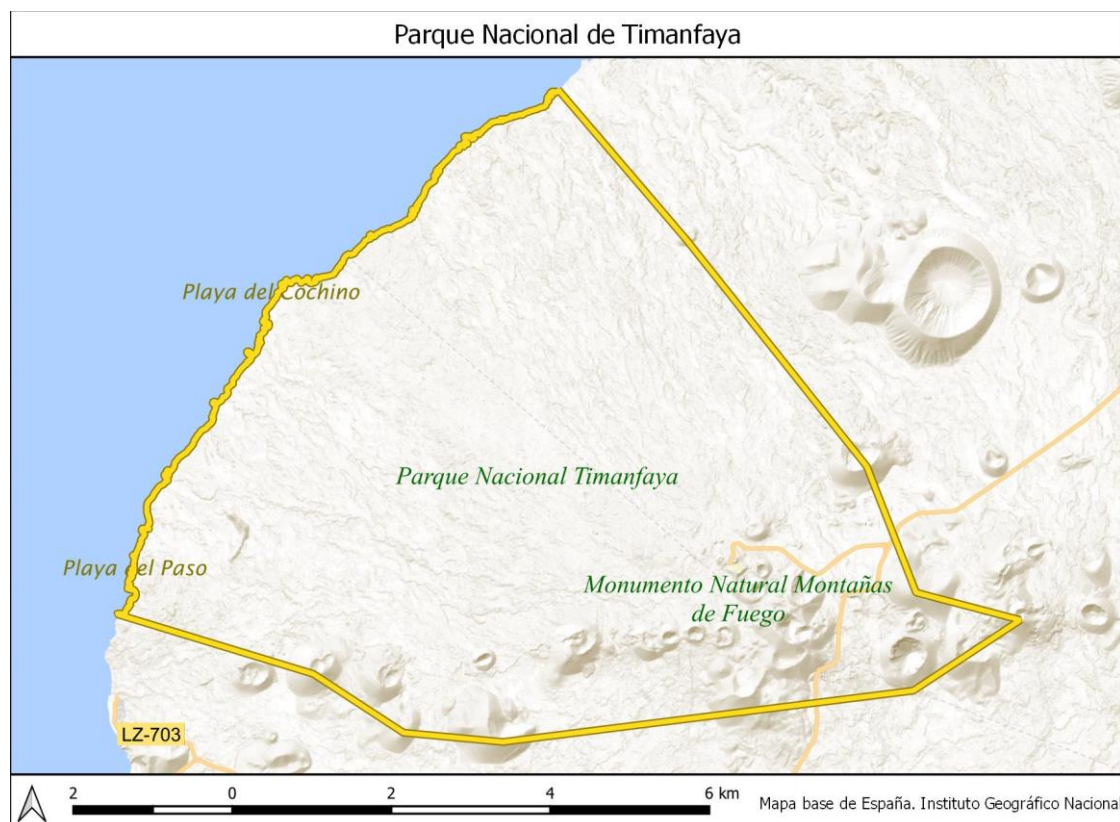 Parque Nacional de Timanfaya
Playa del Cochino
Parque Nacional Timanfaya
Playa del Paso
Monumento Natural Montañas
de Fuego
LZ-703
2 0 2 4 6 km
Mapa base de España. Instituto Geográfico Nacional